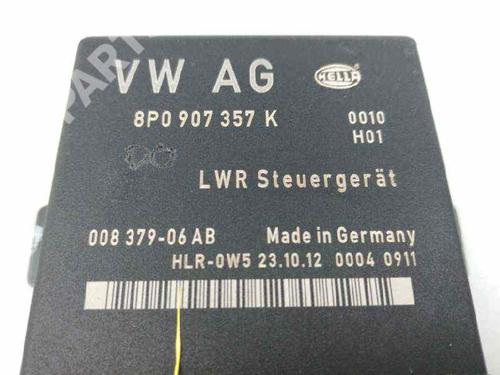 VW AG
HELLA
8P0 907 357 K
0010
H01
LWR Steuergerät
008 379-06 AB
Made in Germany
HLR-0W5 23.10.12 0004 0911